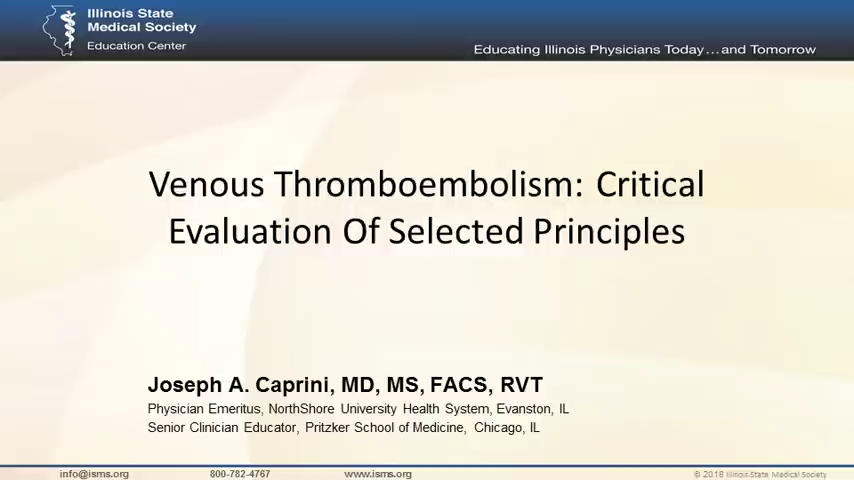 Illinois State
Medical Society
Education Center
Educating Illinois Physicians Today...and Tomorrow
Venous Thromboembolism: Critical
Evaluation Of Selected Principles
Joseph A. Caprini, MD, MS, FACS, RVT
Physician Emeritus, NorthShore University Health System, Evanston, IL
Senior Clinician Educator, Pritzker School of Medicine, Chicago, IL
info@isms.org 800-782-4767 www.isms.org © 2018 Illinois State Medical Society